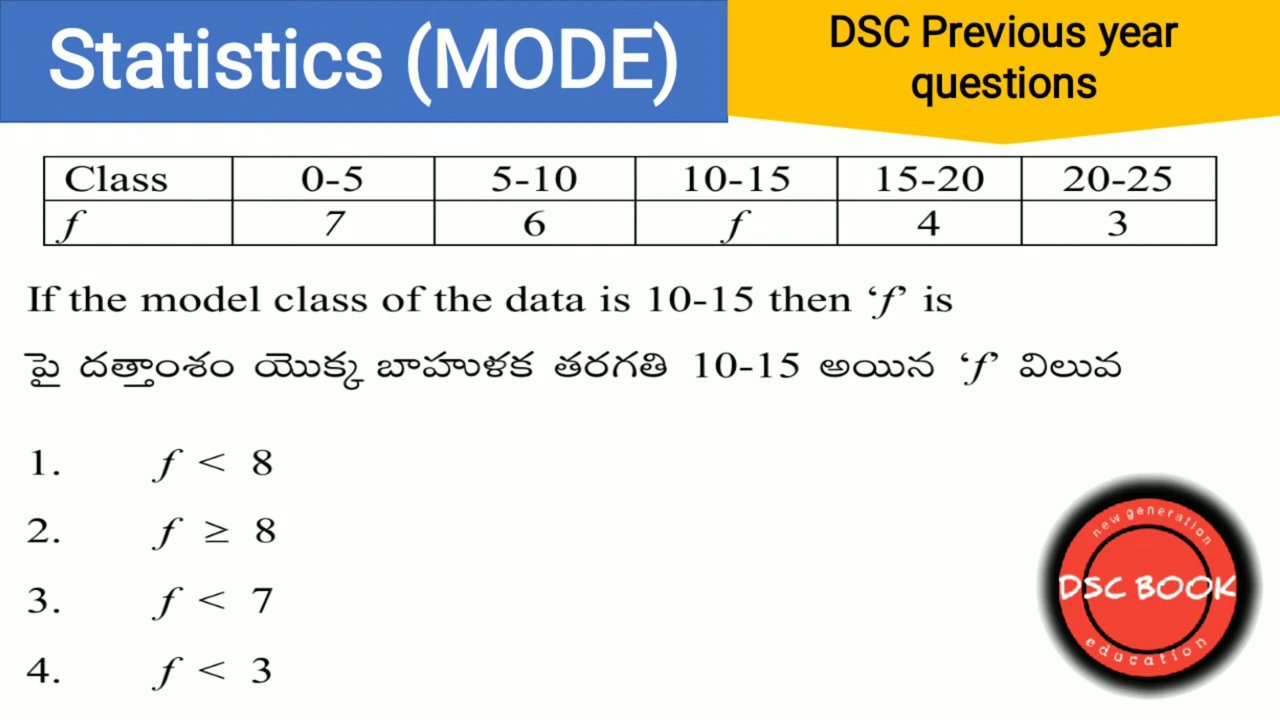 Statistics (MODE)
DSC Previous year
questions
Class 0-5 5-10 10-15 15-20 20-25
f 7 6 f 4 3
If the model class of the data is 10-15 then ‘f’ is
పై దత్తాంశం యొక్క బాహుళక తరగతి 10-15 అయిన ‘f’ విలువ
1. f < 8
2. f ≥ 8
3. f < 7
4. f < 3
new generation
DSC BOOK
education